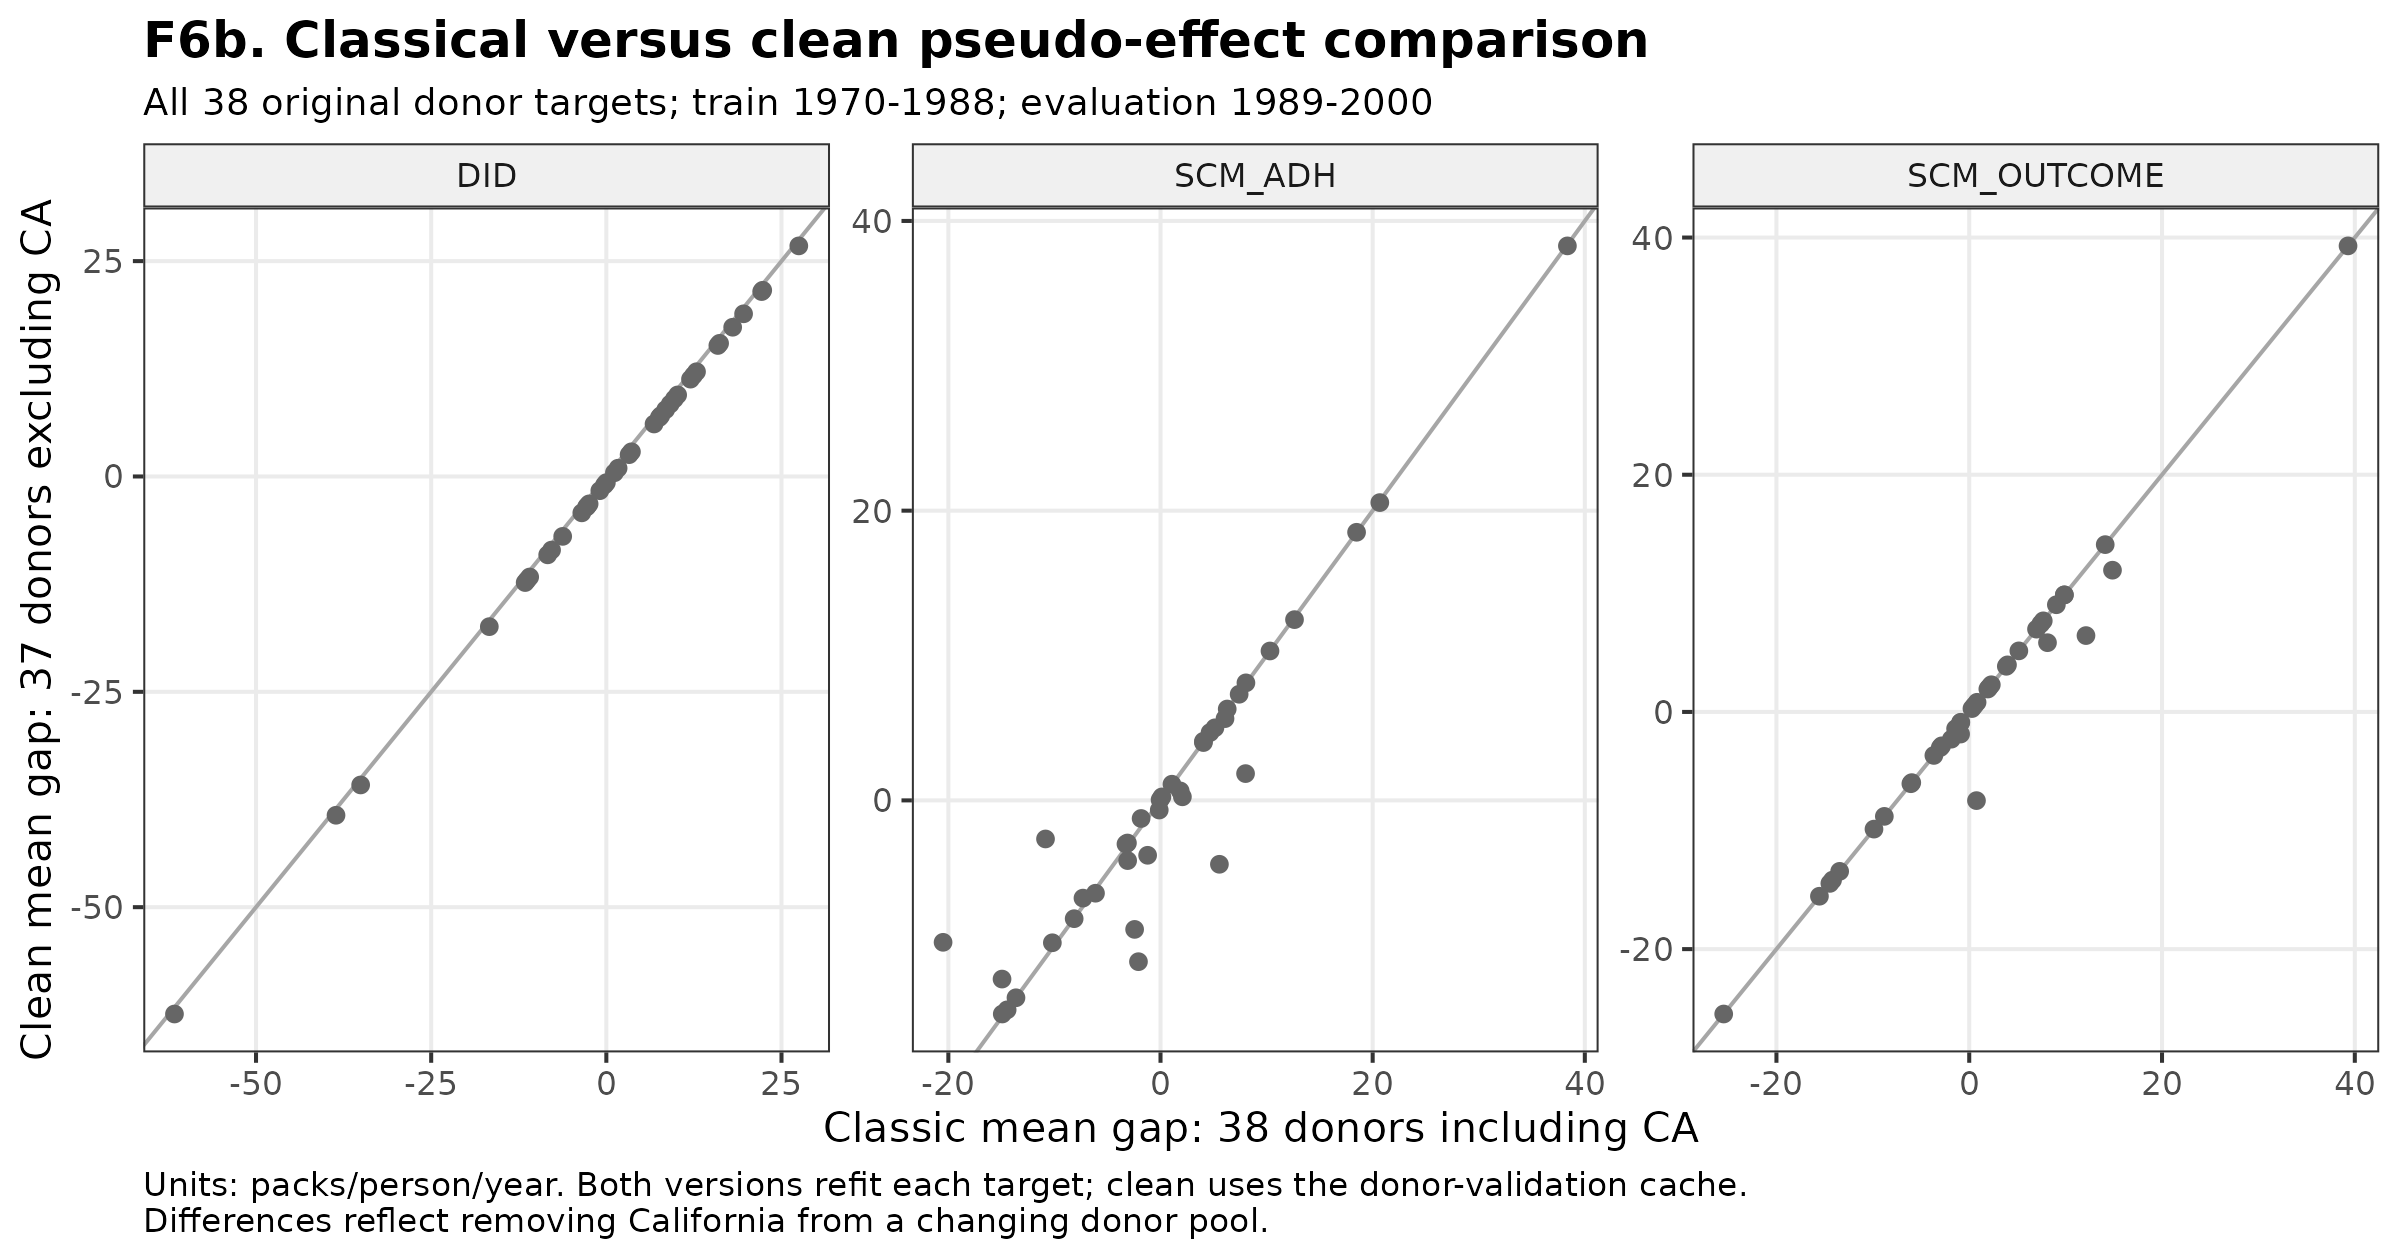 F6b. Classical versus clean pseudo-effect comparison
All 38 original donor targets; train 1970-1988; evaluation 1989-2000
DID
SCM_ADH
SCM_OUTCOME
Clean mean gap: 37 donors excluding CA
25
0
-25
-50
40
20
0
40
20
0
-20
-50
-25
0
25
-20
0
20
40
-20
0
20
40
Classic mean gap: 38 donors including CA
Units: packs/person/year. Both versions refit each target; clean uses the donor-validation cache.
Differences reflect removing California from a changing donor pool.